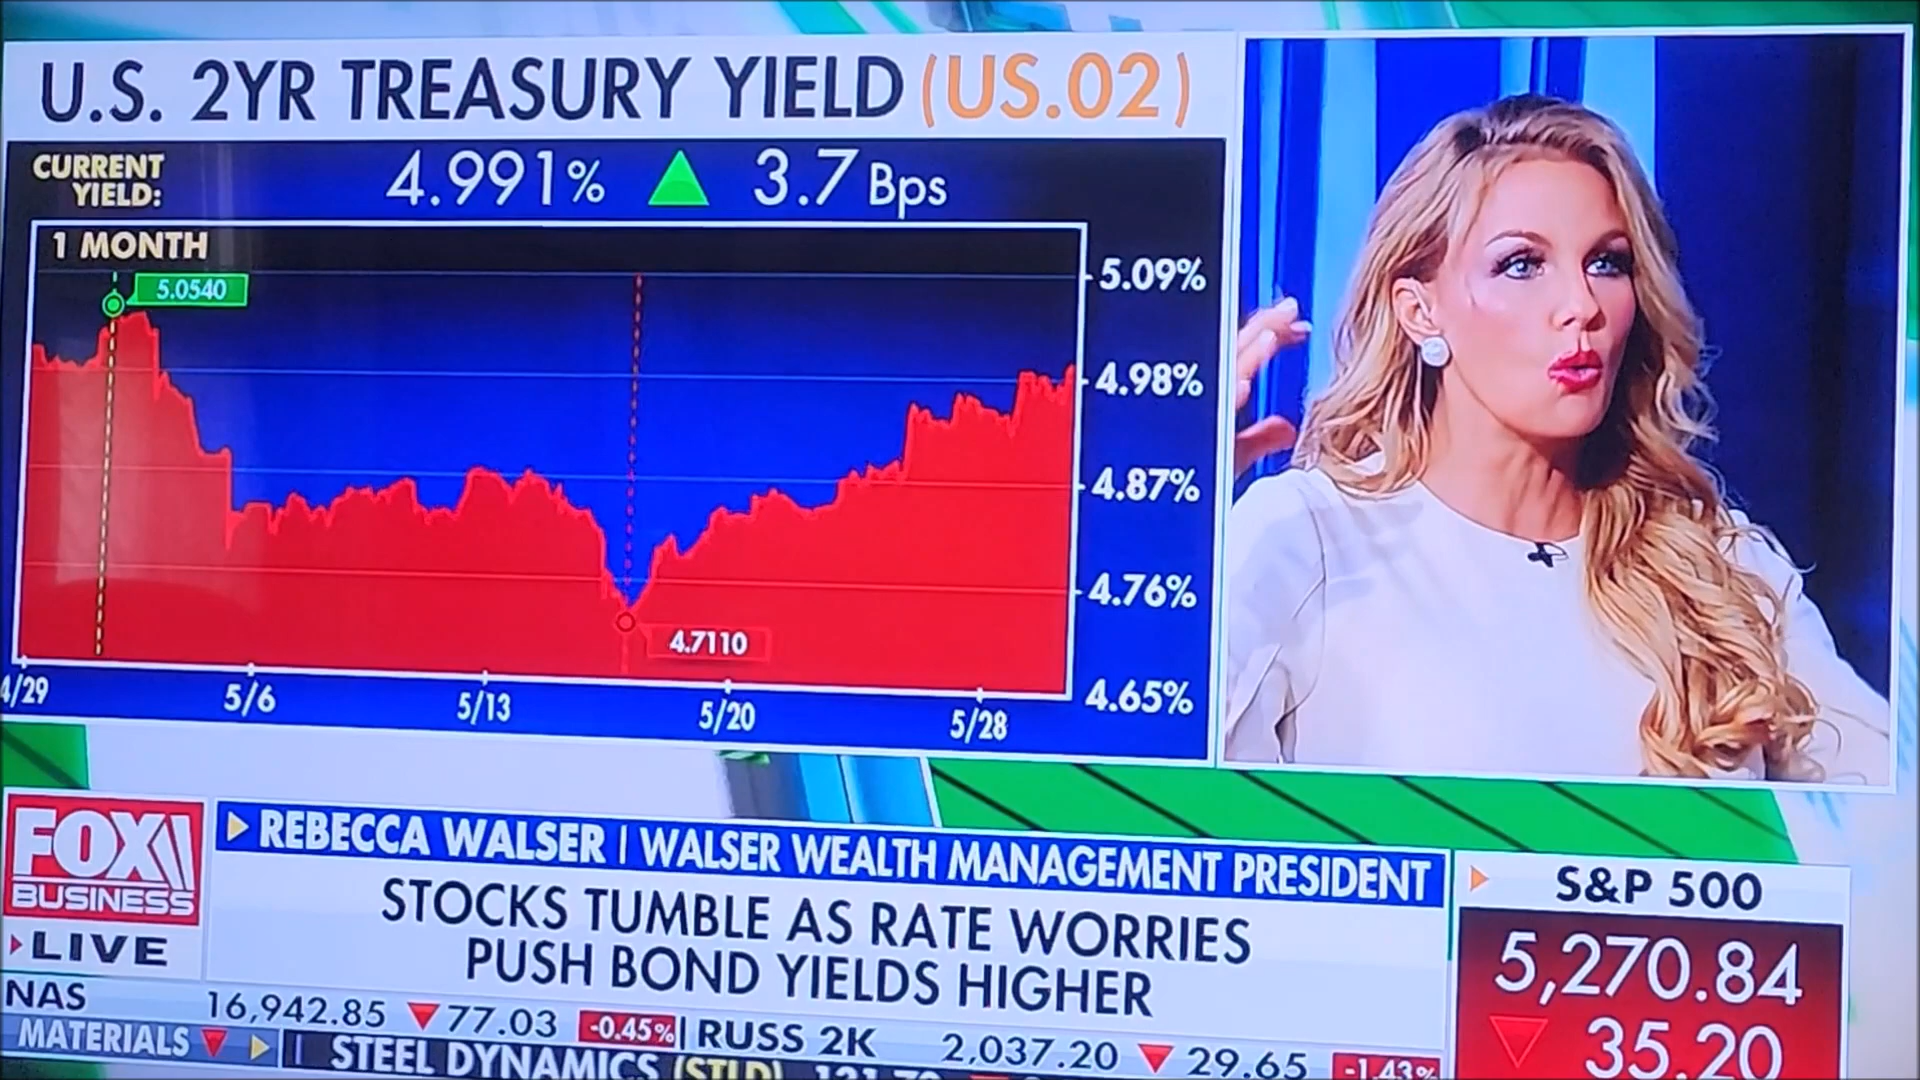 U.S. 2YR TREASURY YIELD (US.02)
CURRENT YIELD:
4.991% ▲ 3.7 Bps
1 MONTH
5.0540
4.7110
5.09%
4.98%
4.87%
4.76%
4.65%
4/29 5/6 5/13 5/20 5/28
FOX BUSINESS
LIVE
REBECCA WALSER | WALSER WEALTH MANAGEMENT PRESIDENT
STOCKS TUMBLE AS RATE WORRIES
PUSH BOND YIELDS HIGHER
S&P 500
5,270.84
▼ 35.20
NAS 16,942.85 ▼ 77.03 -0.45% | RUSS 2K 2,037.20 ▼ 29.65 -1.43%
MATERIALS ▼ STEEL DYNAMICS (STLD)